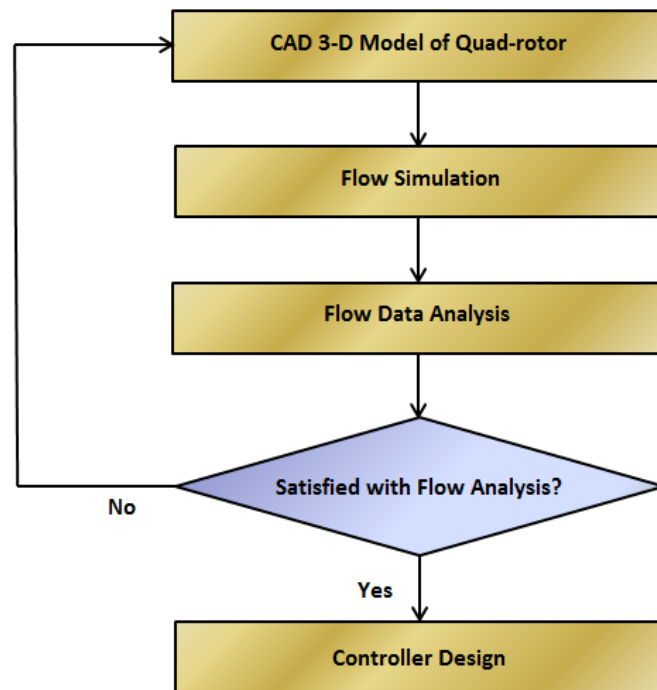 CAD 3-D Model of Quad-rotor
Flow Simulation
Flow Data Analysis
Satisfied with Flow Analysis?
No
Yes
Controller Design